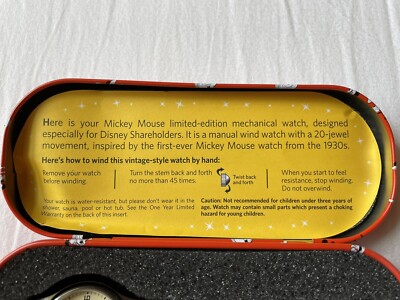 Here is your Mickey Mouse limited-edition mechanical watch, designed
especially for Disney Shareholders. It is a manual wind watch with a 20-jewel
movement, inspired by the first-ever Mickey Mouse watch from the 1930s.
Here's how to wind this vintage-style watch by hand:
Remove your watch
before winding.
Turn the stem back and forth
no more than 45 times.
Twist back
and forth
When you start to feel
resistance, stop winding.
Do not overwind.
Your watch is water-resistant, but please don't wear it in the
shower, sauna, pool or hot tub. See the One Year Limited
Warranty on the back of this insert.
Caution: Not recommended for children under three years of
age. Watch may contain small parts which present a choking
hazard for young children.